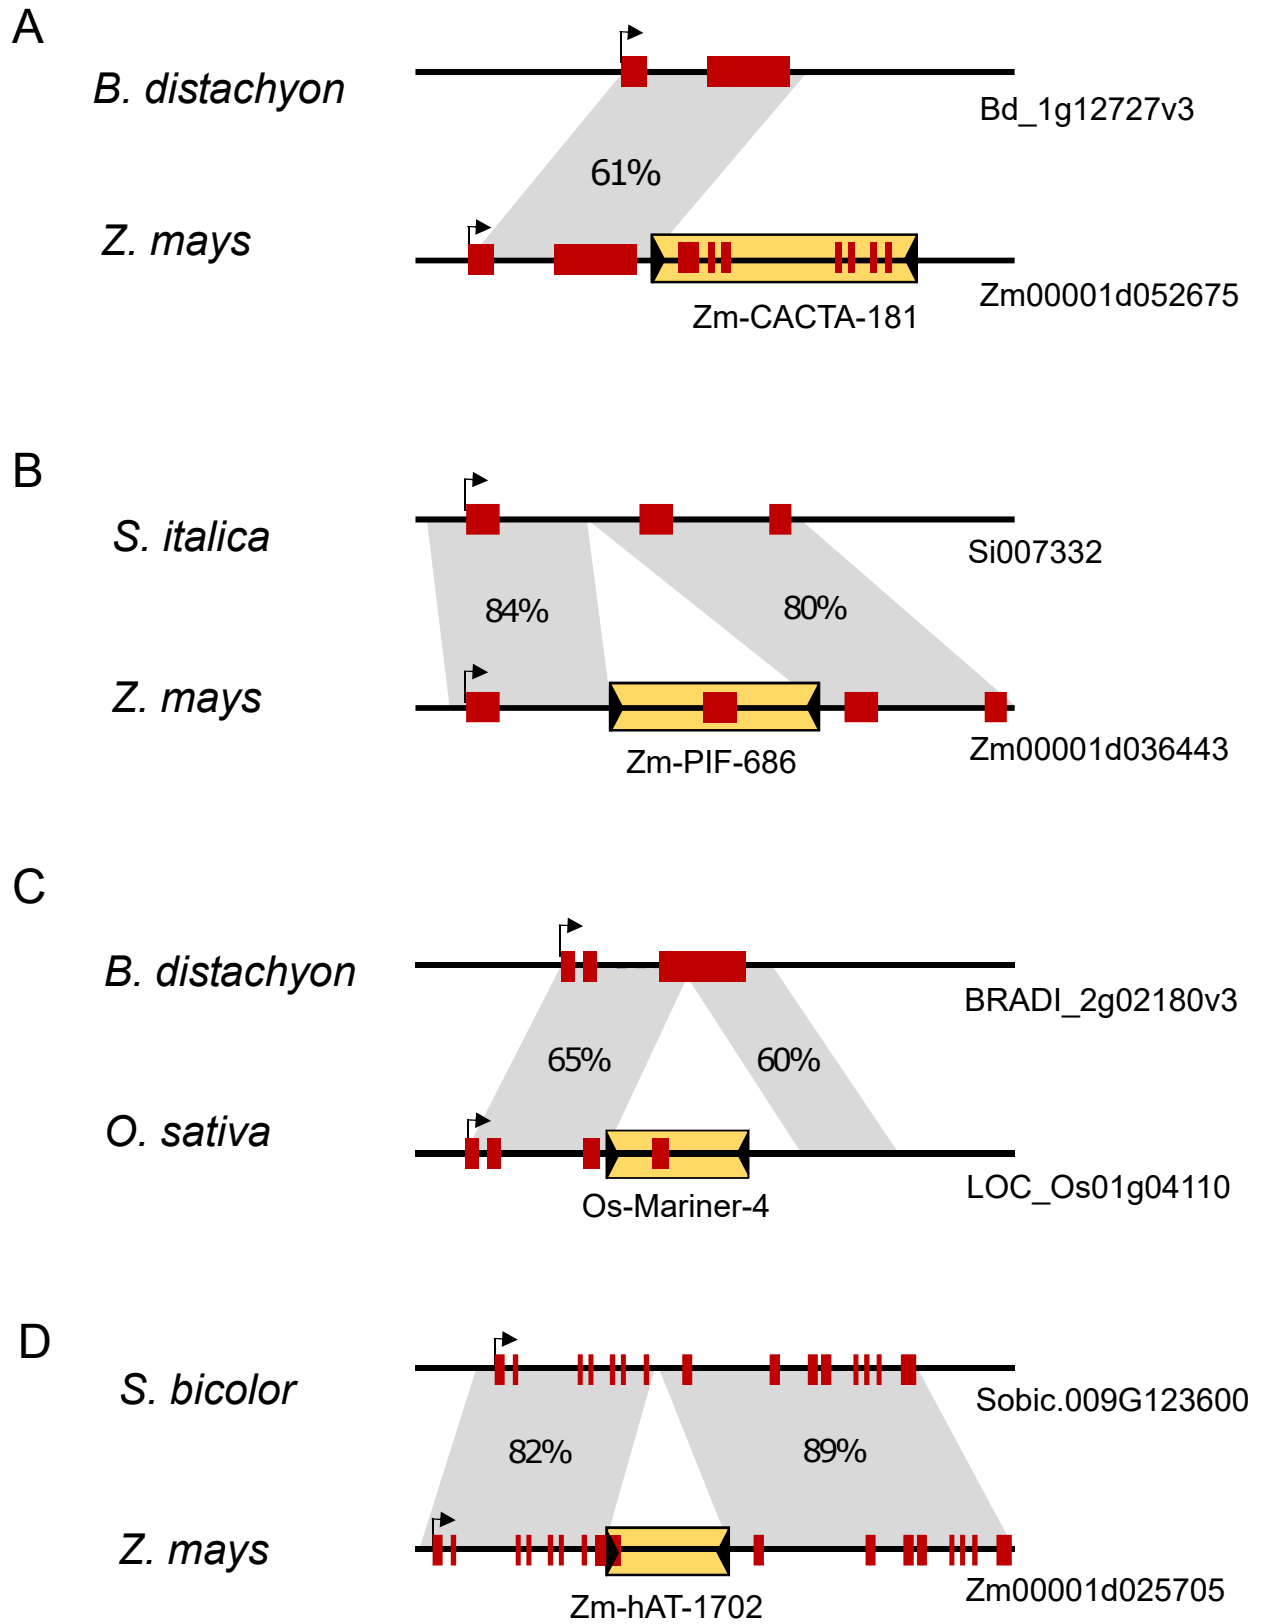 A
B. distachyon
Bd_1g12727v3
61%
Z. mays
Zm00001d052675
Zm-CACTA-181
B
S. italica
Si007332
84%
80%
Z. mays
Zm00001d036443
Zm-PIF-686
C
B. distachyon
BRADI_2g02180v3
65%
60%
O. sativa
LOC_Os01g04110
Os-Mariner-4
D
S. bicolor
Sobic.009G123600
82%
89%
Z. mays
Zm00001d025705
Zm-hAT-1702